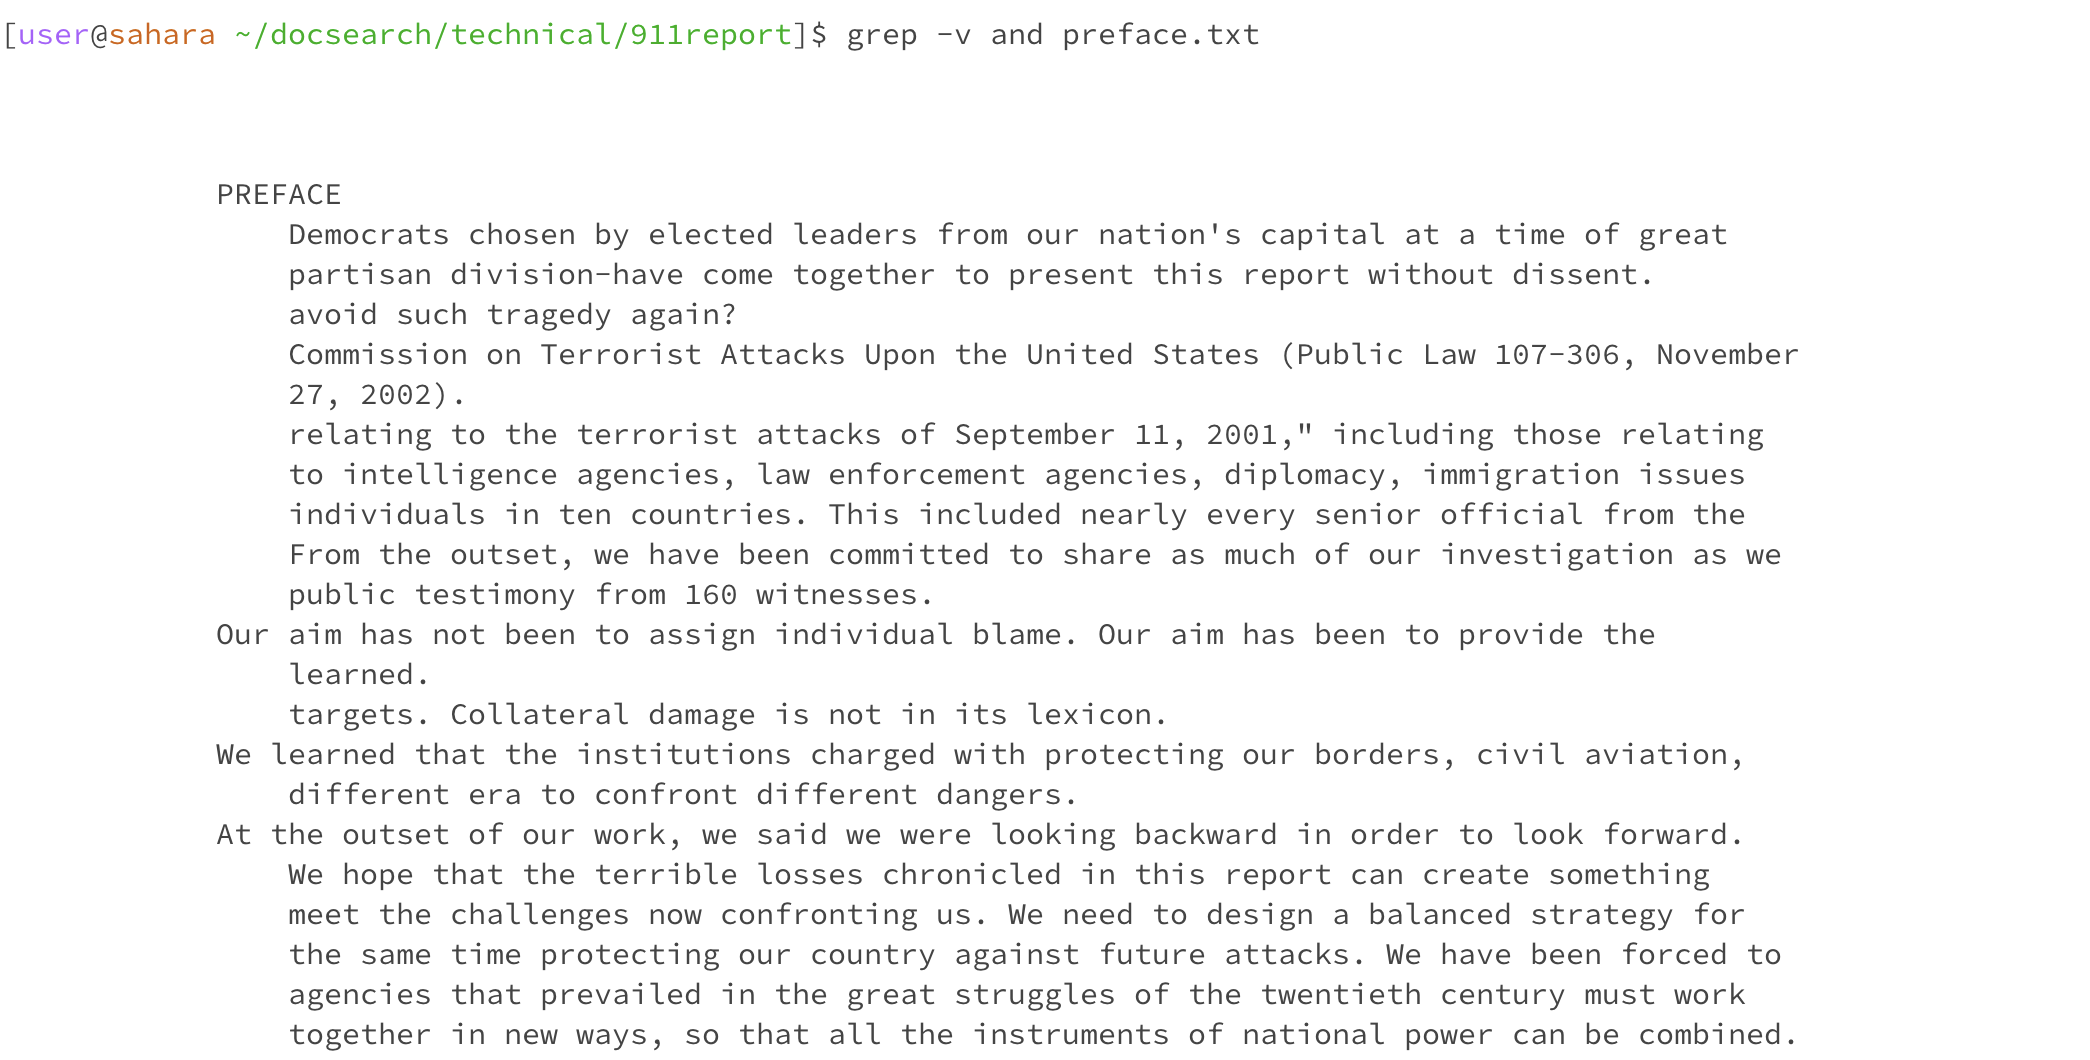 [user@sahara ~/docsearch/technical/911report]$ grep -v and preface.txt
PREFACE
Democrats chosen by elected leaders from our nation's capital at a time of great
partisan division-have come together to present this report without dissent.
avoid such tragedy again?
Commission on Terrorist Attacks Upon the United States (Public Law 107-306, November
27, 2002).
relating to the terrorist attacks of September 11, 2001," including those relating
to intelligence agencies, law enforcement agencies, diplomacy, immigration issues
individuals in ten countries. This included nearly every senior official from the
From the outset, we have been committed to share as much of our investigation as we
public testimony from 160 witnesses.
Our aim has not been to assign individual blame. Our aim has been to provide the
learned.
targets. Collateral damage is not in its lexicon.
We learned that the institutions charged with protecting our borders, civil aviation,
different era to confront different dangers.
At the outset of our work, we said we were looking backward in order to look forward.
We hope that the terrible losses chronicled in this report can create something
meet the challenges now confronting us. We need to design a balanced strategy for
the same time protecting our country against future attacks. We have been forced to
agencies that prevailed in the great struggles of the twentieth century must work
together in new ways, so that all the instruments of national power can be combined.